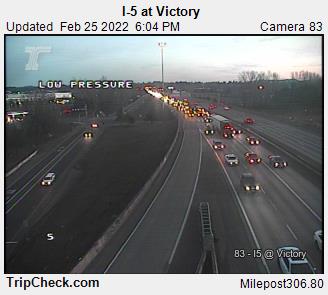 I-5 at Victory
Updated Feb 25 2022 6:04 PM Camera 83
LOW PRESSURE
S
83 - I5 @ Victory
TripCheck.com Milepost306.80